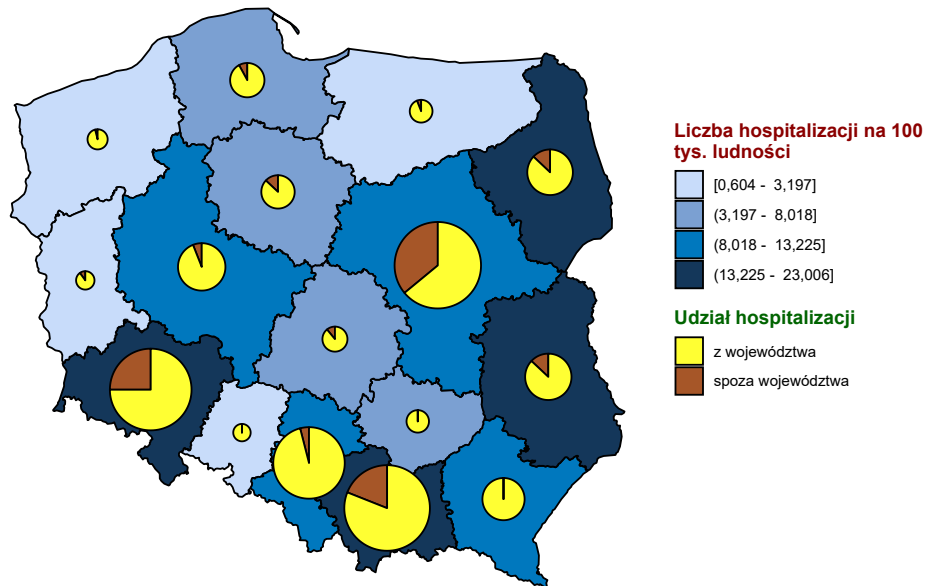 Liczba hospitalizacji na 100
tys. ludności
[0,604 - 3,197]
(3,197 - 8,018]
(8,018 - 13,225]
(13,225 - 23,006]
Udział hospitalizacji
z województwa
spoza województwa